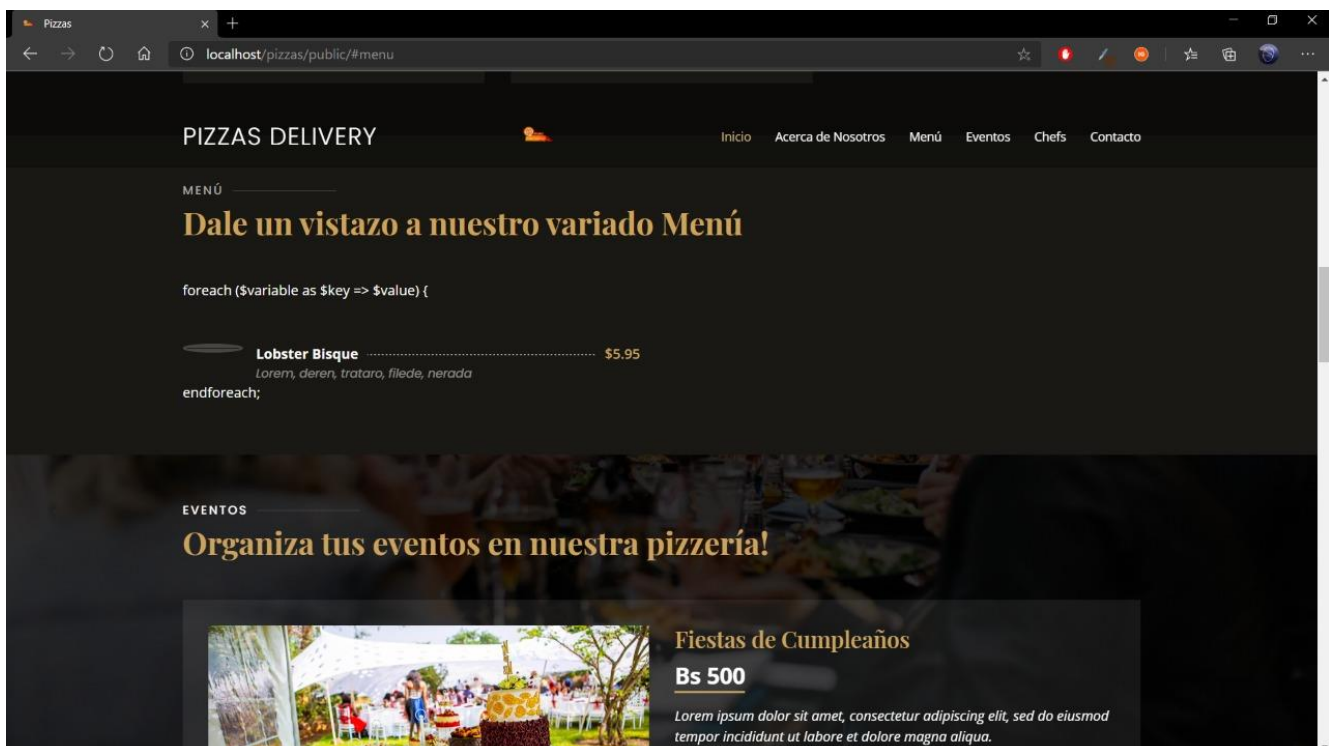 Pizzas
localhost/pizzas/public/#menu
PIZZAS DELIVERY
Inicio Acerca de Nosotros Menú Eventos Chefs Contacto
MENÚ
Dale un vistazo a nuestro variado Menú
foreach ($variable as $key => $value) {
Lobster Bisque $5.95
Lorem, deren, trataro, filede, nerada
endforeach;
EVENTOS
Organiza tus eventos en nuestra pizzería!
Fiestas de Cumpleaños
Bs 500
Lorem ipsum dolor sit amet, consectetur adipiscing elit, sed do eiusmod
tempor incididunt ut labore et dolore magna aliqua.